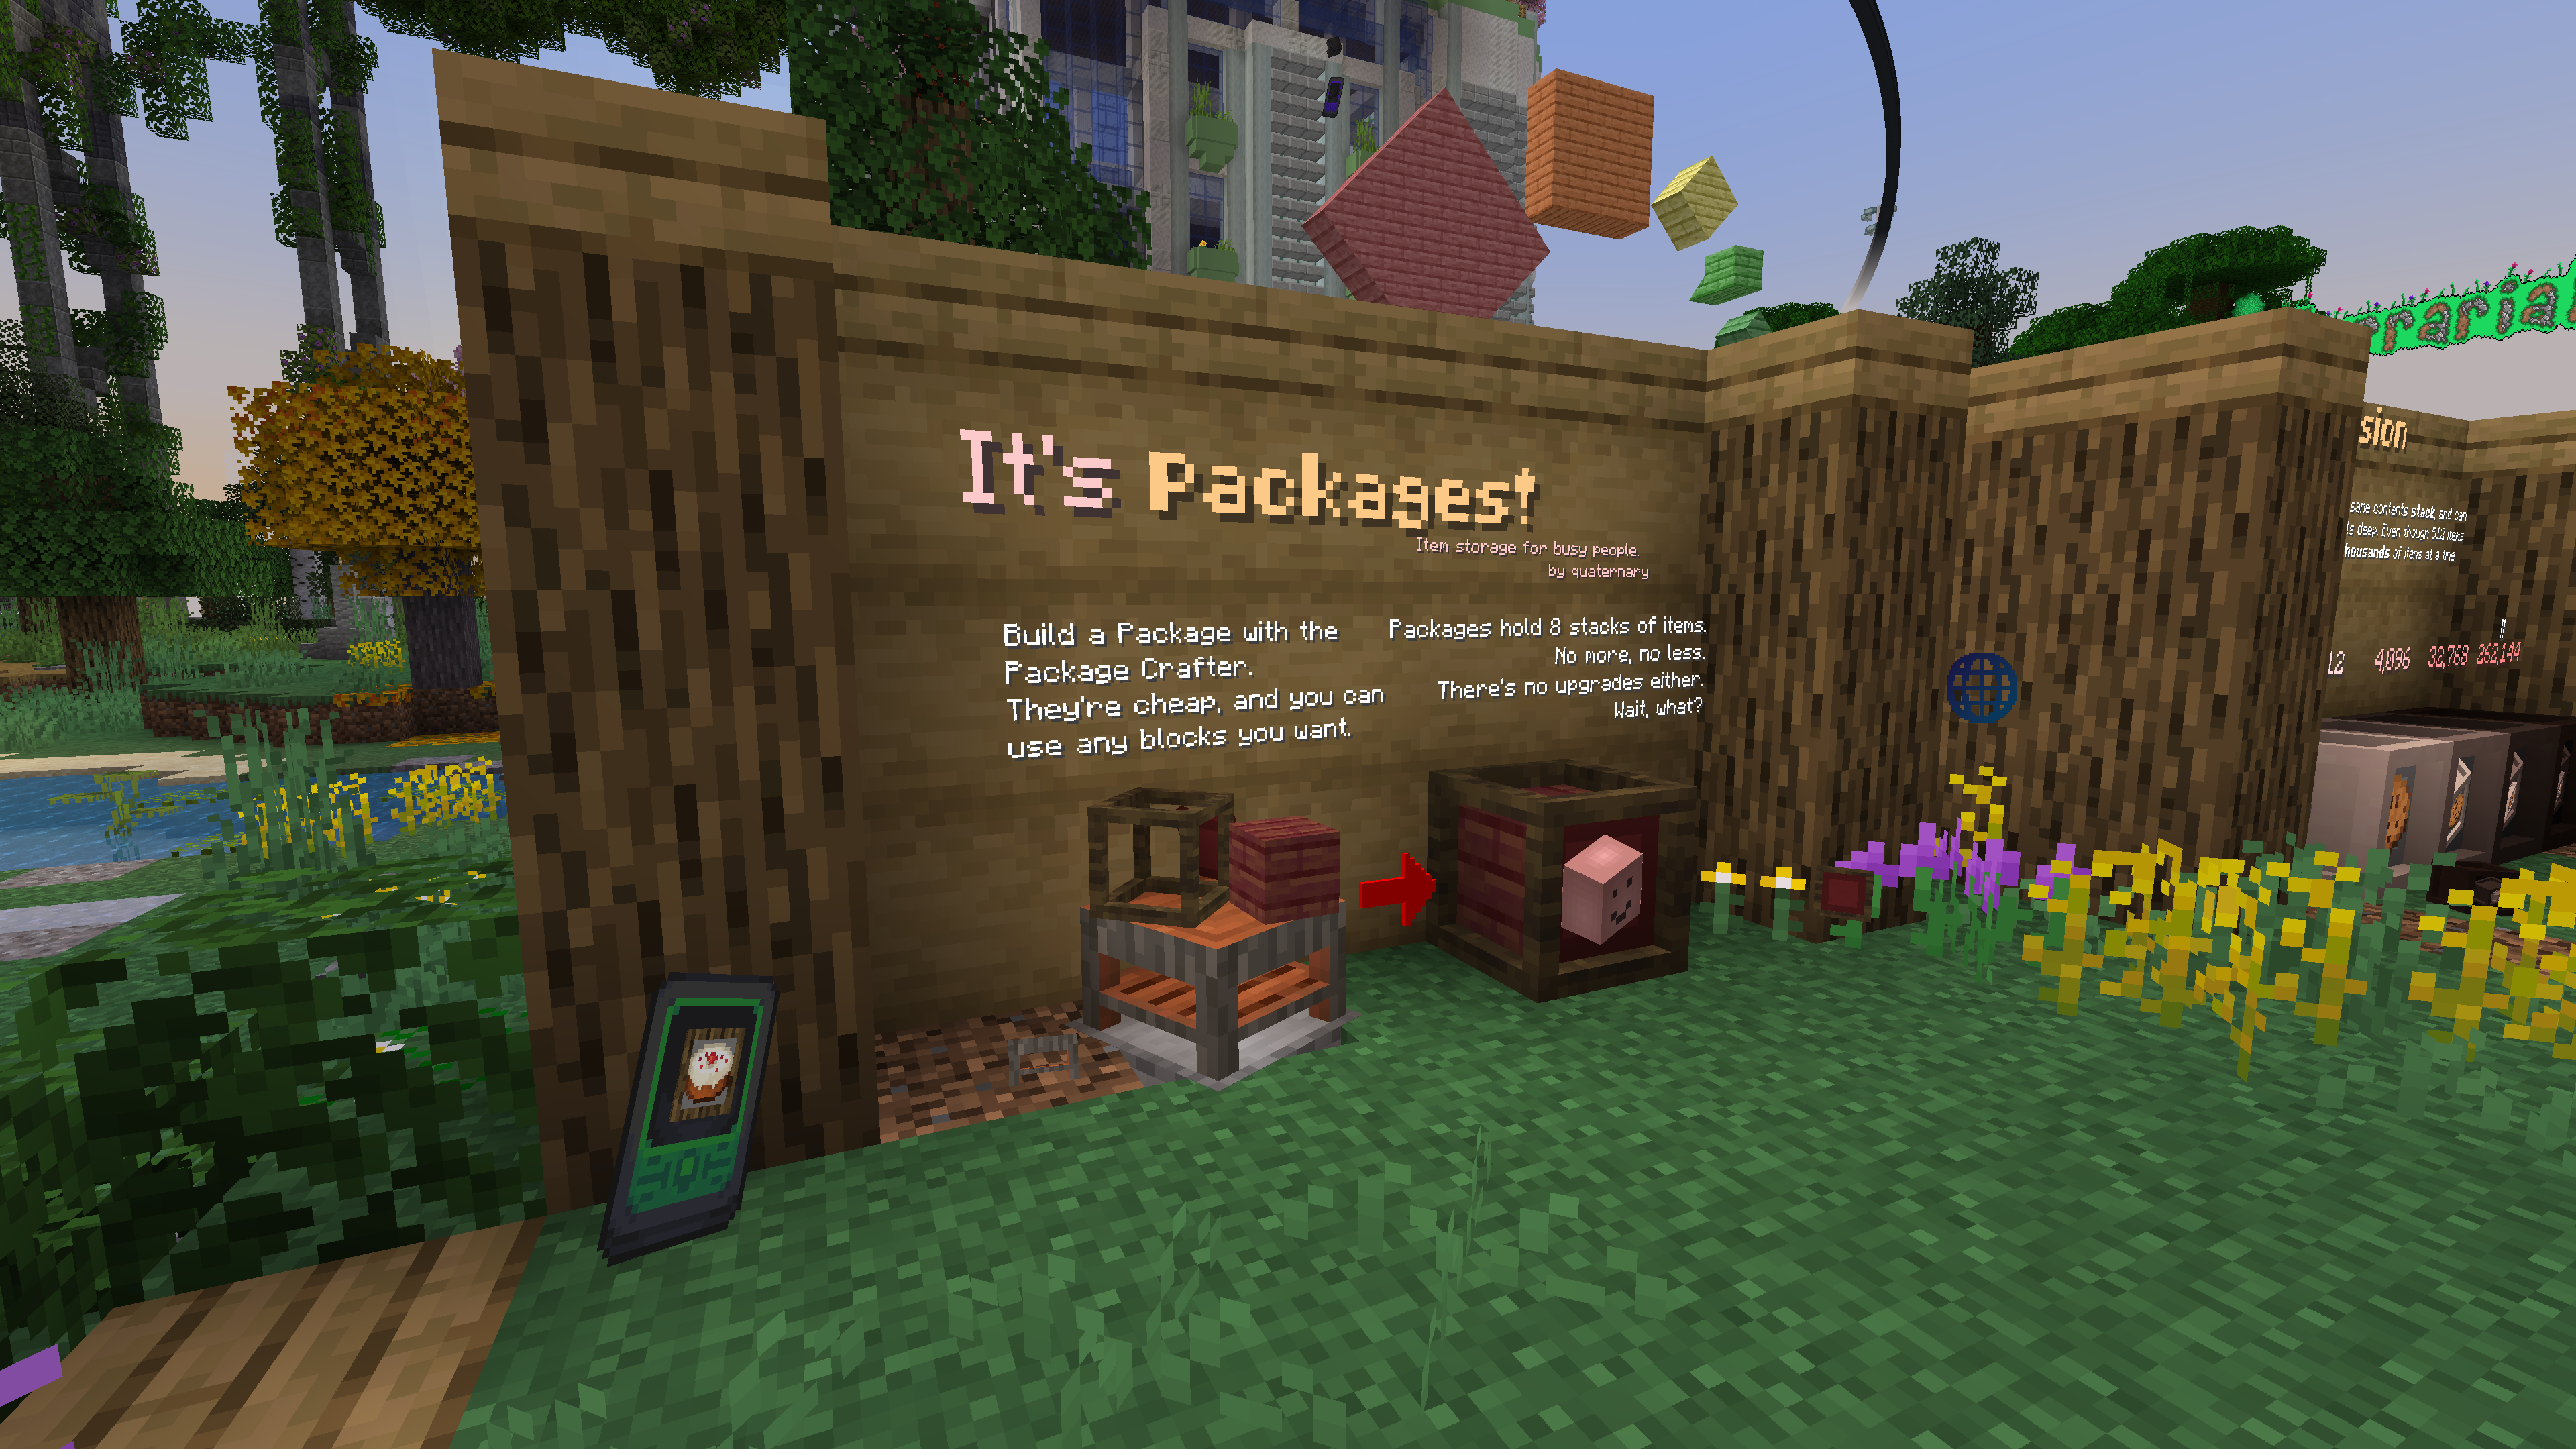 It's Packages!
Item storage for busy people.
by quaternary
Build a Package with the
Package Crafter.
They're cheap, and you can
use any blocks you want.
Packages hold 8 stacks of items.
No more, no less.
There's no upgrades either.
Wait, what?
sion
same contents stack, and can
is deep. Even though 512 items
housands of items at a time.
!!
12 4,096 32,768 262,144
raria